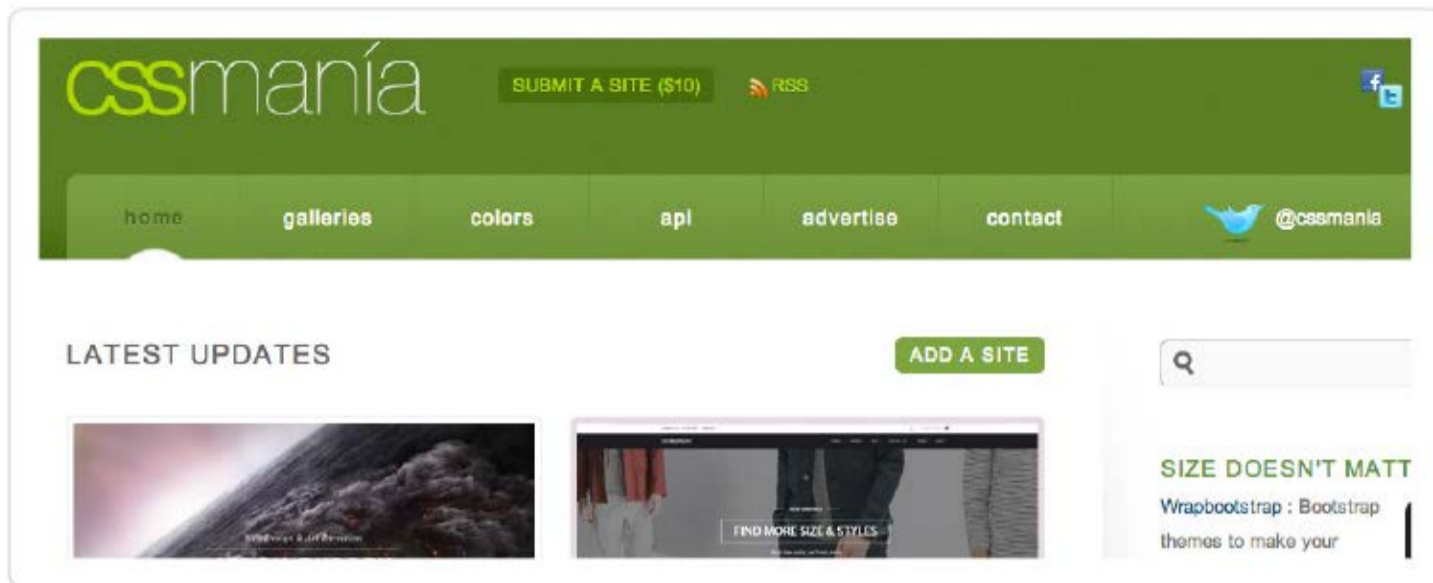 cssmanía
SUBMIT A SITE ($10)
RSS
home
galleries
colors
api
advertise
contact
@cssmania
LATEST UPDATES
ADD A SITE
FIND MORE SIZE & STYLES
SIZE DOESN'T MATT
Wrapbootstrap : Bootstrap
themes to make your